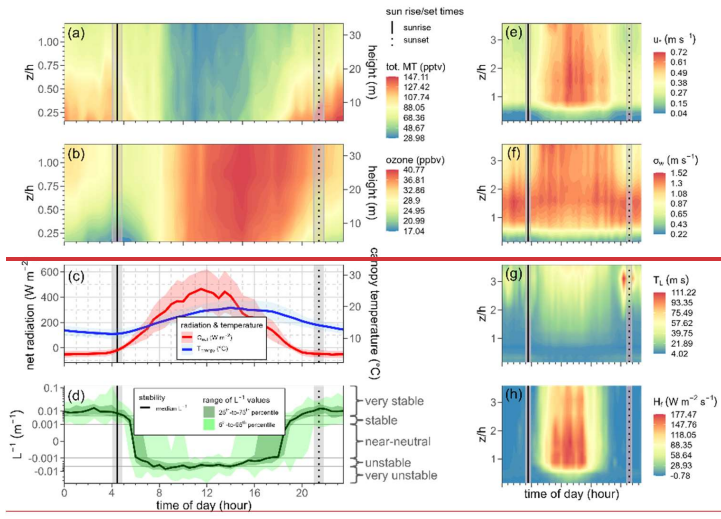 sun rise/set times
sunrise
sunset
(a)
z/h
1.00
0.75
0.50
0.25
30
20
10
height (m)
tot. MT (pptv)
147.11
127.42
107.74
88.05
68.36
48.67
28.98
(b)
z/h
1.00
0.75
0.50
0.25
30
20
10
height (m)
ozone (ppbv)
40.77
36.81
32.86
28.9
24.95
20.99
17.04
(c)
net radiation (W m⁻²
600
400
200
0
30
20
10
canopy temperature (°C)
radiation & temperature
(W m⁻²)
(°C)
(d)
L⁻¹ (m⁻¹)
0.1
0.01
0.001
0
-0.001
-0.01
stability
median L⁻¹
range of L⁻¹ values
25ᵗʰ-to-75ᵗʰ percentile
percentile
very stable
stable
near-neutral
unstable
very unstable
0 4 8 12 16 20
time of day (hour)
(e)
z/h
3
2
1
u* (m s⁻¹)
0.72
0.61
0.49
0.38
0.27
0.15
0.04
(f)
z/h
3
2
1
σw (m s⁻¹)
1.52
1.3
1.08
0.87
0.65
0.43
0.22
(g)
z/h
3
2
1
T_L (m s)
111.22
93.35
75.49
57.62
39.75
21.89
4.02
(h)
z/h
3
2
1
(W m⁻² s⁻¹)
177.47
147.76
118.05
88.35
58.64
28.93
-0.78
time of day (hour)